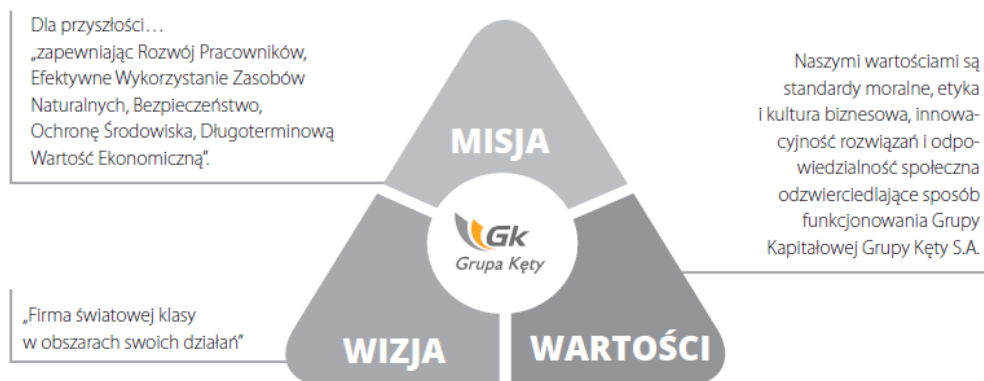 Dla przyszłości…
„zapewniając Rozwój Pracowników,
Efektywne Wykorzystanie Zasobów
Naturalnych, Bezpieczeństwo,
Ochronę Środowiska, Długoterminową
Wartość Ekonomiczną”.
MISJA
Naszymi wartościami są
standardy moralne, etyka
i kultura biznesowa, innowa-
cyjność rozwiązań i odpo-
wiedzialność społeczna
odzwierciedlające sposób
funkcjonowania Grupy
Kapitałowej Grupy Kęty S.A.
Gk
Grupa Kęty
„Firma światowej klasy
w obszarach swoich działań”
WIZJA
WARTOŚCI